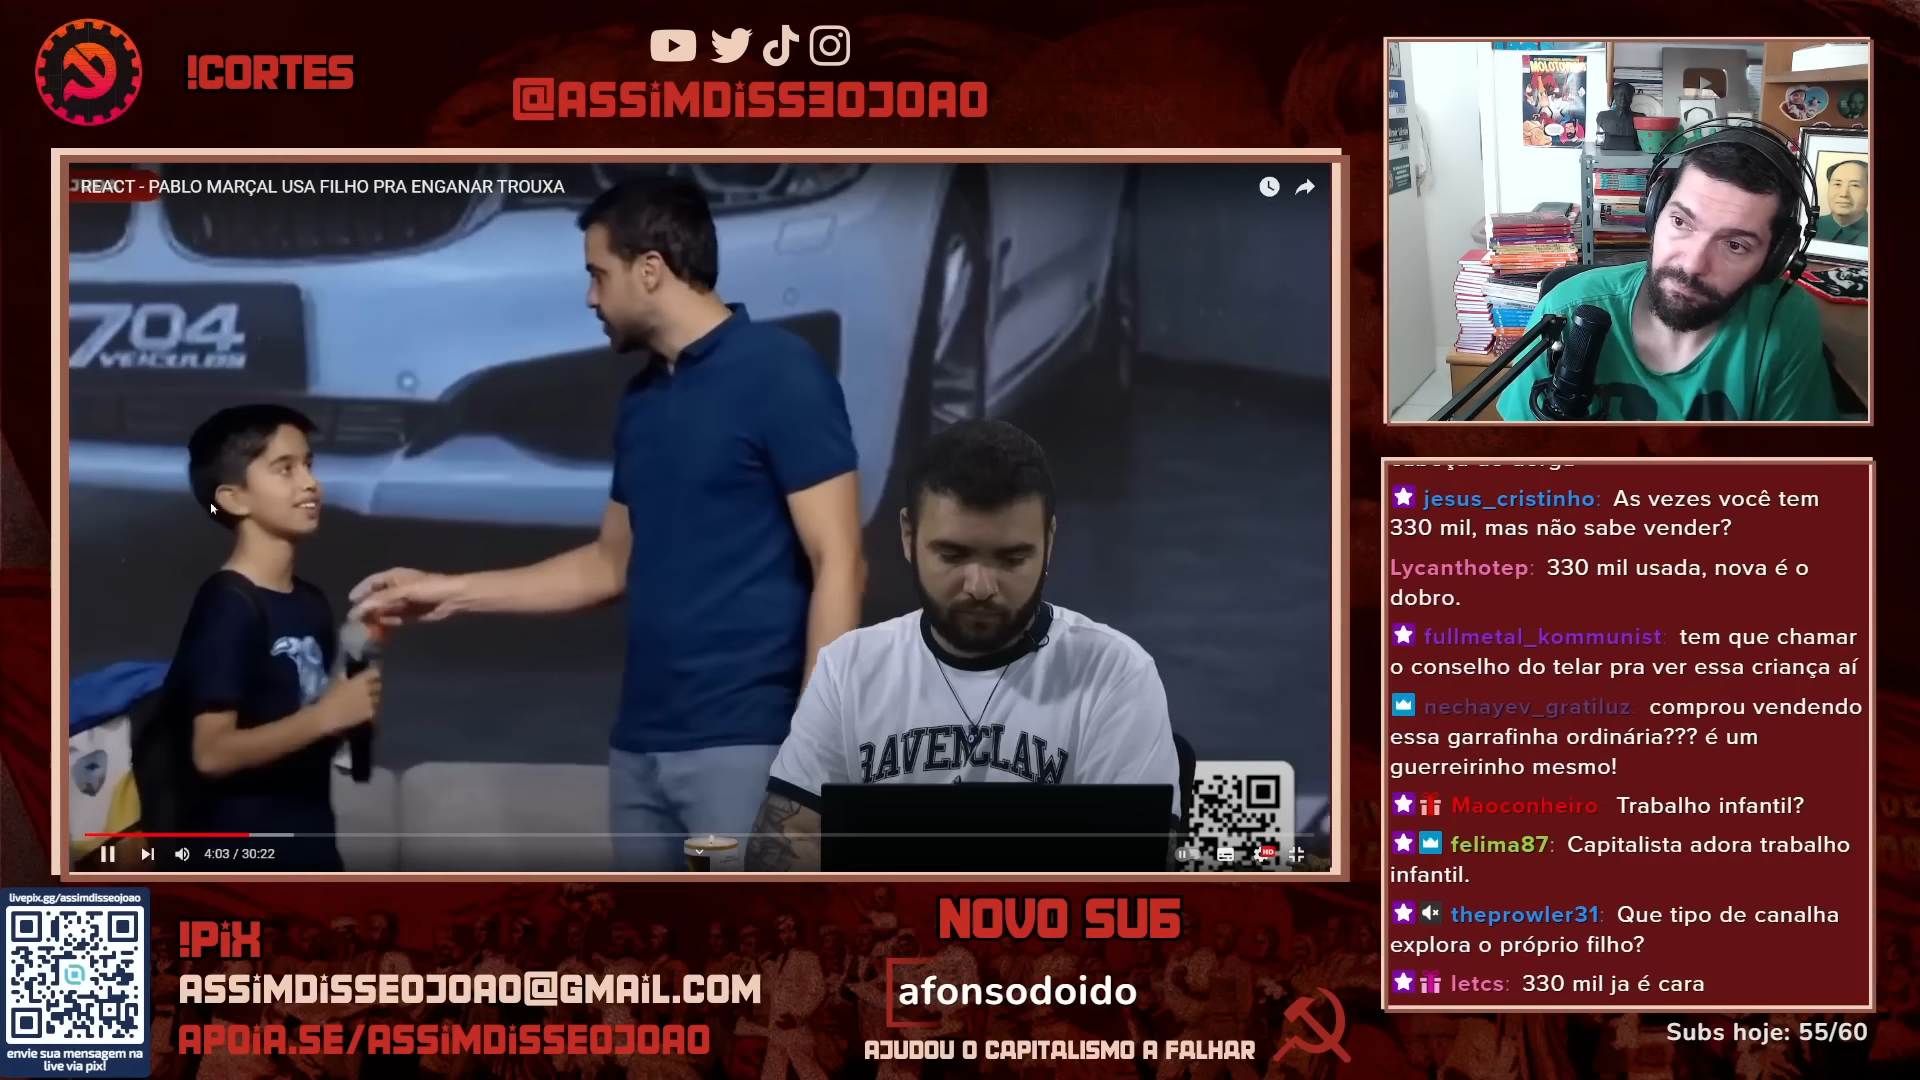 !CORTES
@ASSIMDISSEOJOAO
REACT - PABLO MARÇAL USA FILHO PRA ENGANAR TROUXA
704
VEICULOS
RAVENCLAW
4:03 / 30:22
HD
MOLOTOV
jesus_cristinho: As vezes você tem
330 mil, mas não sabe vender?
Lycanthotep: 330 mil usada, nova é o
dobro.
fullmetal_kommunist: tem que chamar
o conselho do telar pra ver essa criança aí
nechayev_gratiluz: comprou vendendo
essa garrafinha ordinária??? é um
guerreirinho mesmo!
Maoconheiro: Trabalho infantil?
felima87: Capitalista adora trabalho
infantil.
theprowler31: Que tipo de canalha
explora o próprio filho?
letcs: 330 mil ja é cara
Subs hoje: 55/60
livepix.gg/assimdisseojoao
envie sua mensagem na
live via pix!
!PIX
ASSIMDISSEOJOAO@GMAIL.COM
APOIA.SE/ASSIMDISSEOJOAO
NOVO SUB
afonsodoido
AJUDOU O CAPITALISMO A FALHAR